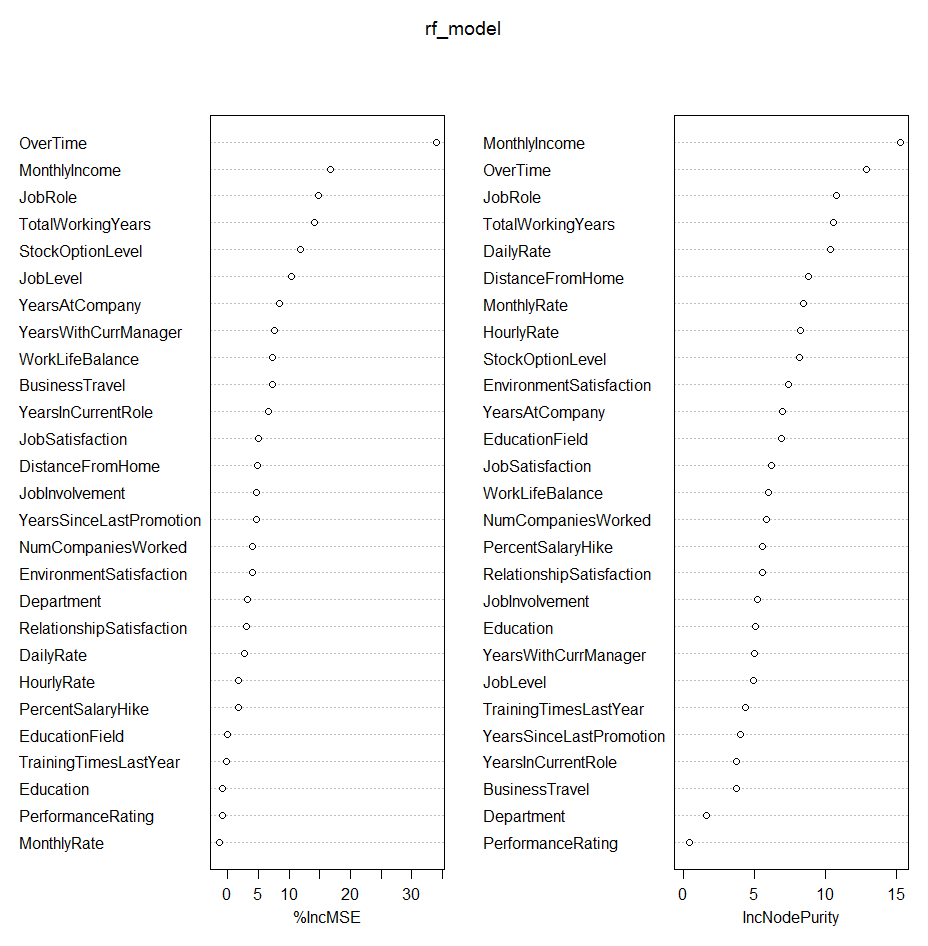 rf_model
OverTime
MonthlyIncome
JobRole
TotalWorkingYears
StockOptionLevel
JobLevel
YearsAtCompany
YearsWithCurrManager
WorkLifeBalance
BusinessTravel
YearsInCurrentRole
JobSatisfaction
DistanceFromHome
JobInvolvement
YearsSinceLastPromotion
NumCompaniesWorked
EnvironmentSatisfaction
Department
RelationshipSatisfaction
DailyRate
HourlyRate
PercentSalaryHike
EducationField
TrainingTimesLastYear
Education
PerformanceRating
MonthlyRate
0 5 10 20 30
%IncMSE
MonthlyIncome
OverTime
JobRole
TotalWorkingYears
DailyRate
DistanceFromHome
MonthlyRate
HourlyRate
StockOptionLevel
EnvironmentSatisfaction
YearsAtCompany
EducationField
JobSatisfaction
WorkLifeBalance
NumCompaniesWorked
PercentSalaryHike
RelationshipSatisfaction
JobInvolvement
Education
YearsWithCurrManager
JobLevel
TrainingTimesLastYear
YearsSinceLastPromotion
YearsInCurrentRole
BusinessTravel
Department
PerformanceRating
0 5 10 15
IncNodePurity